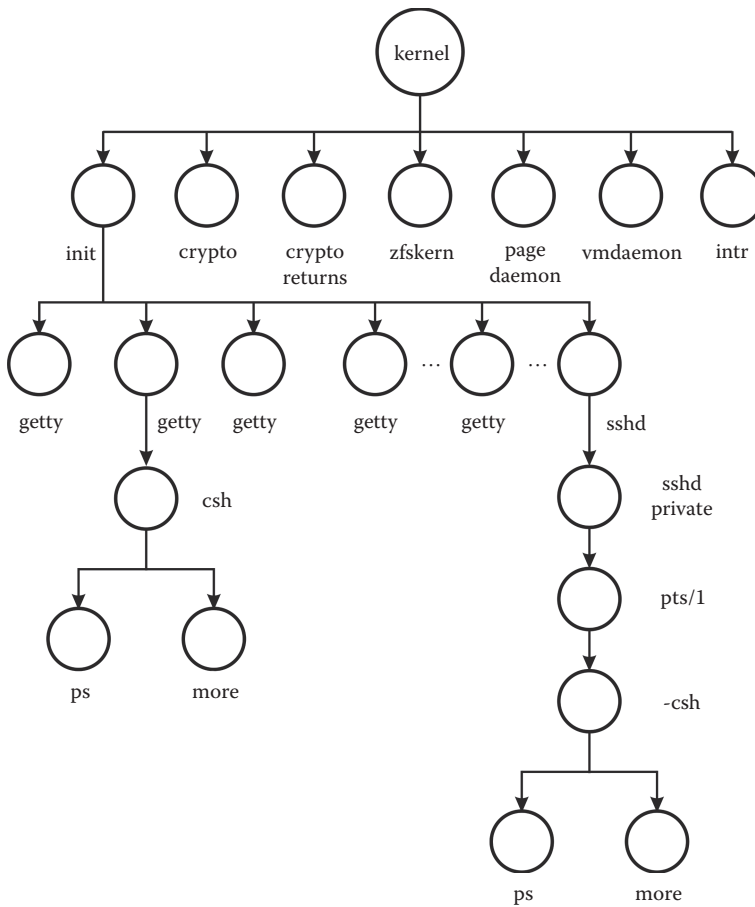 kernel
init
crypto
crypto
returns
zfskern
page
daemon
vmdaemon
intr
... ...
getty
getty
getty
getty
getty
sshd
csh
sshd
private
pts/1
ps
more
-csh
ps
more